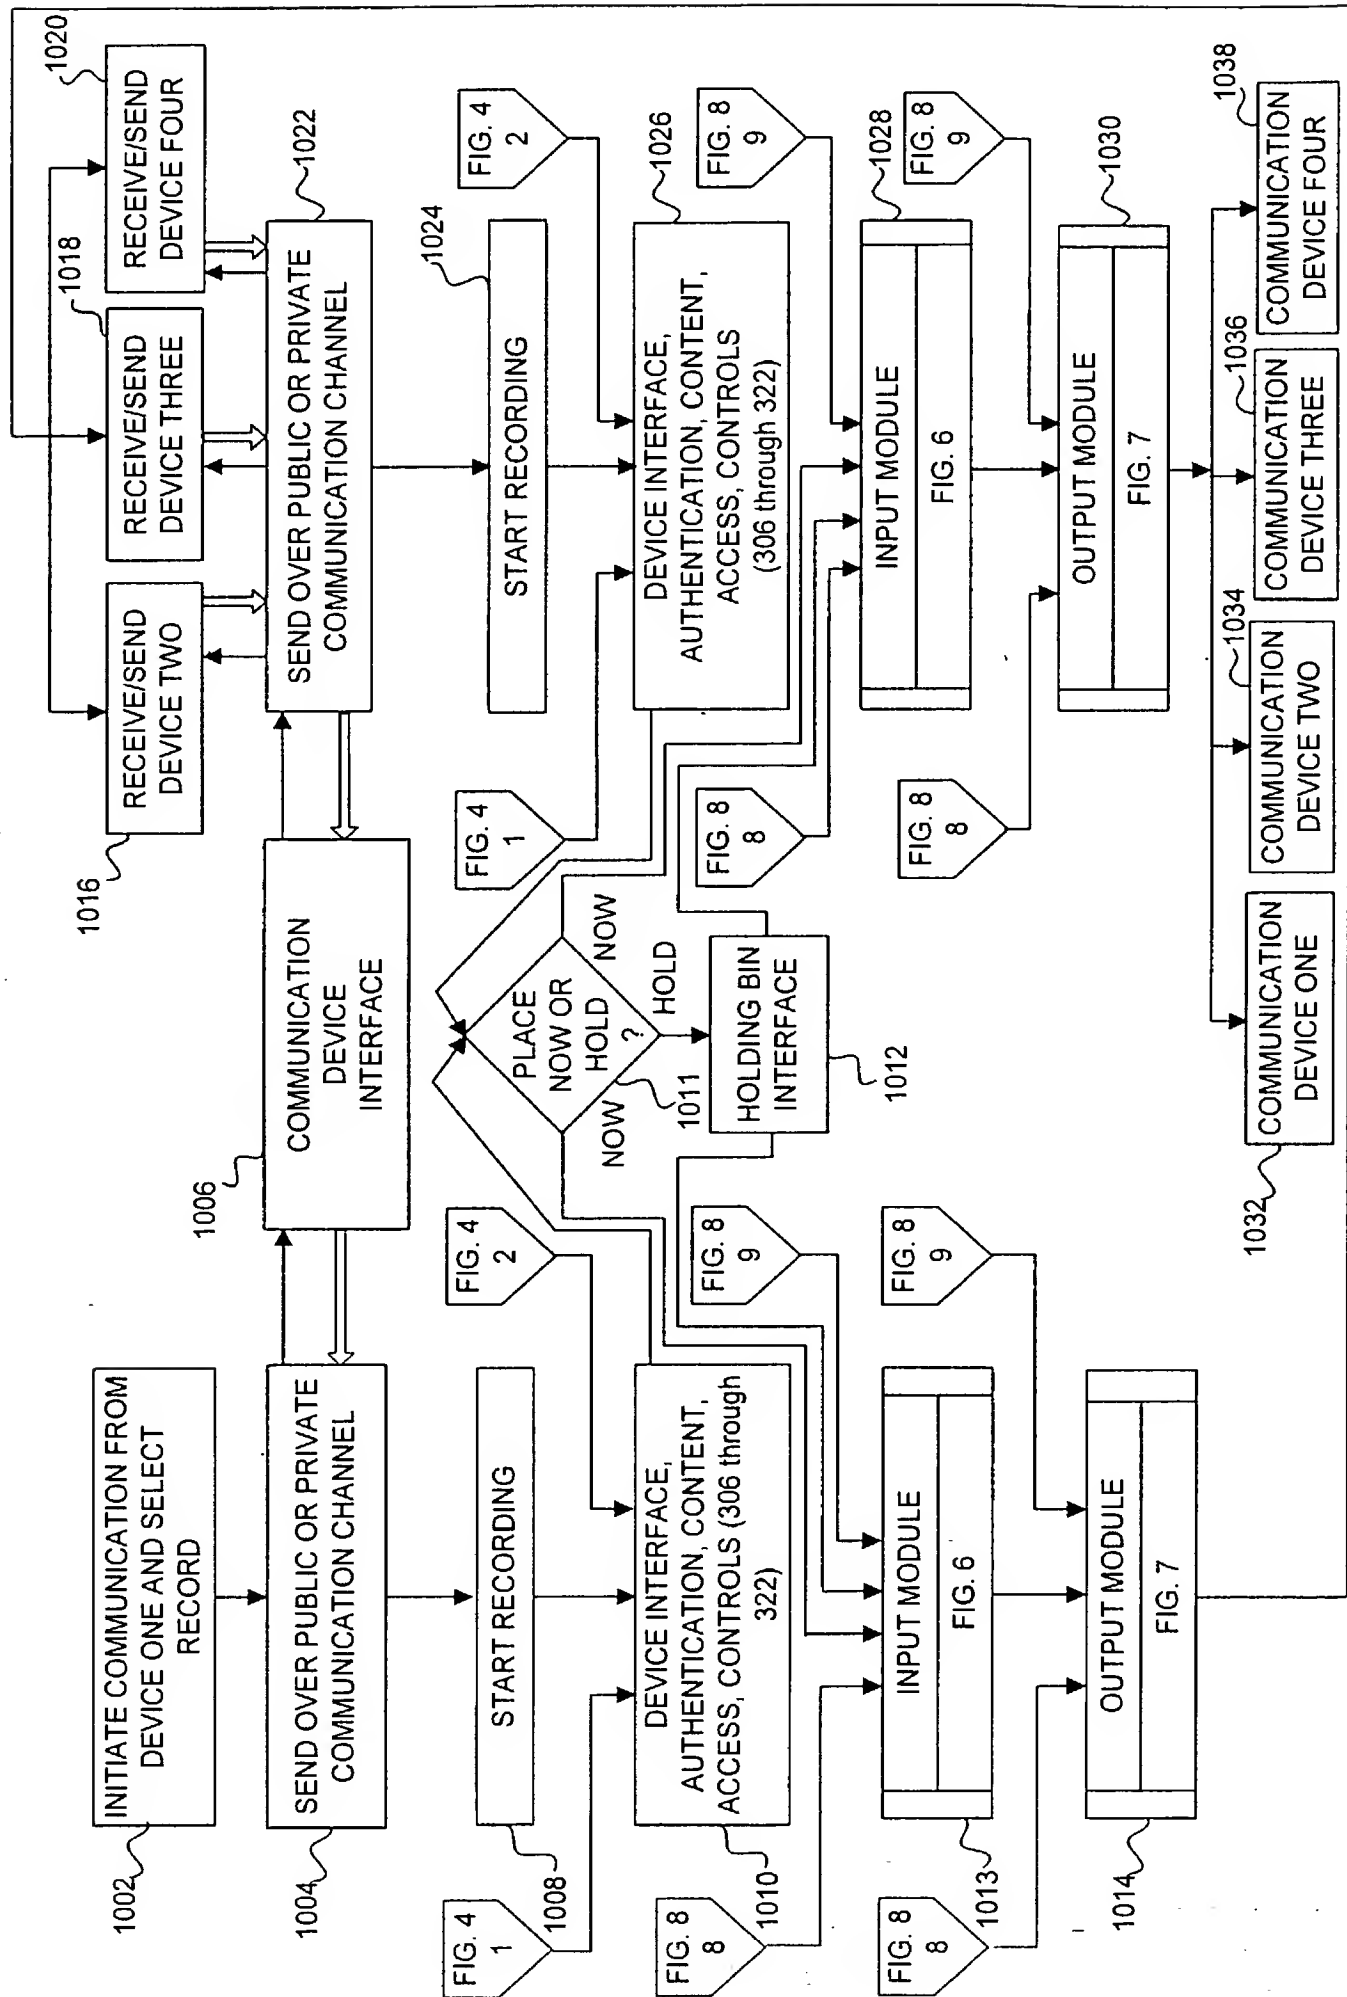 INITIATE COMMUNICATION FROM
DEVICE ONE AND SELECT
RECORD
1002
SEND OVER PUBLIC OR PRIVATE
COMMUNICATION CHANNEL
1004
COMMUNICATION
DEVICE
INTERFACE
1006
RECEIVE/SEND
DEVICE TWO
1016
RECEIVE/SEND
DEVICE THREE
1018
RECEIVE/SEND
DEVICE FOUR
1020
SEND OVER PUBLIC OR PRIVATE
COMMUNICATION CHANNEL
1022
FIG. 4
1
START RECORDING
1008
FIG. 4
2
FIG. 4
1
START RECORDING
1024
FIG. 4
2
FIG. 8
8
DEVICE INTERFACE,
AUTHENTICATION, CONTENT,
ACCESS, CONTROLS (306 through
322)
1010
FIG. 8
9
PLACE
NOW OR
HOLD
?
NOW
NOW
HOLD
1011
HOLDING BIN
INTERFACE
1012
FIG. 8
8
DEVICE INTERFACE,
AUTHENTICATION, CONTENT,
ACCESS, CONTROLS
(306 through 322)
1026
FIG. 8
9
FIG. 8
8
INPUT MODULE
FIG. 6
1013
FIG. 8
9
FIG. 8
8
INPUT MODULE
FIG. 6
1028
FIG. 8
9
OUTPUT MODULE
FIG. 7
1014
OUTPUT MODULE
FIG. 7
1030
COMMUNICATION
DEVICE ONE
1032
COMMUNICATION
DEVICE TWO
1034
COMMUNICATION
DEVICE THREE
1036
COMMUNICATION
DEVICE FOUR
1038